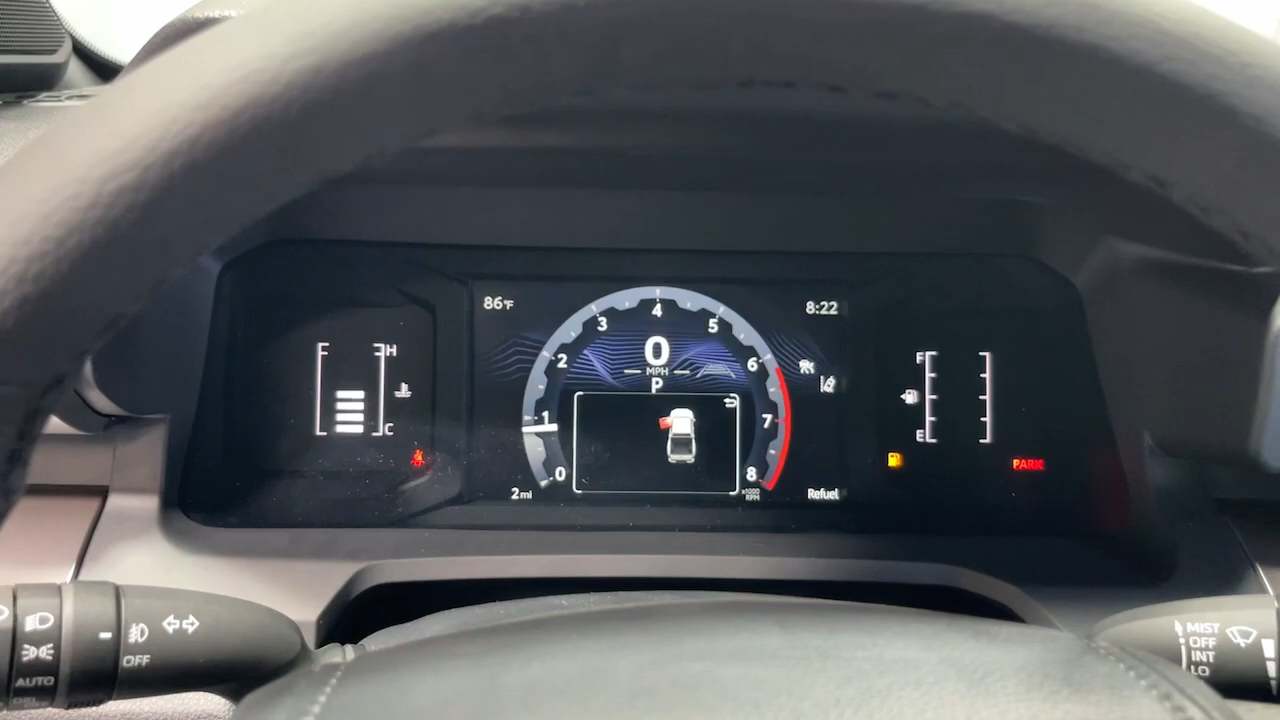 86°F
8:22
0
1
2
3
4
5
6
7
8
0
MPH
P
x1000
RPM
2 mi
Refuel
H
C
F
E
PARK
OFF
AUTO
MIST
OFF
INT
LO